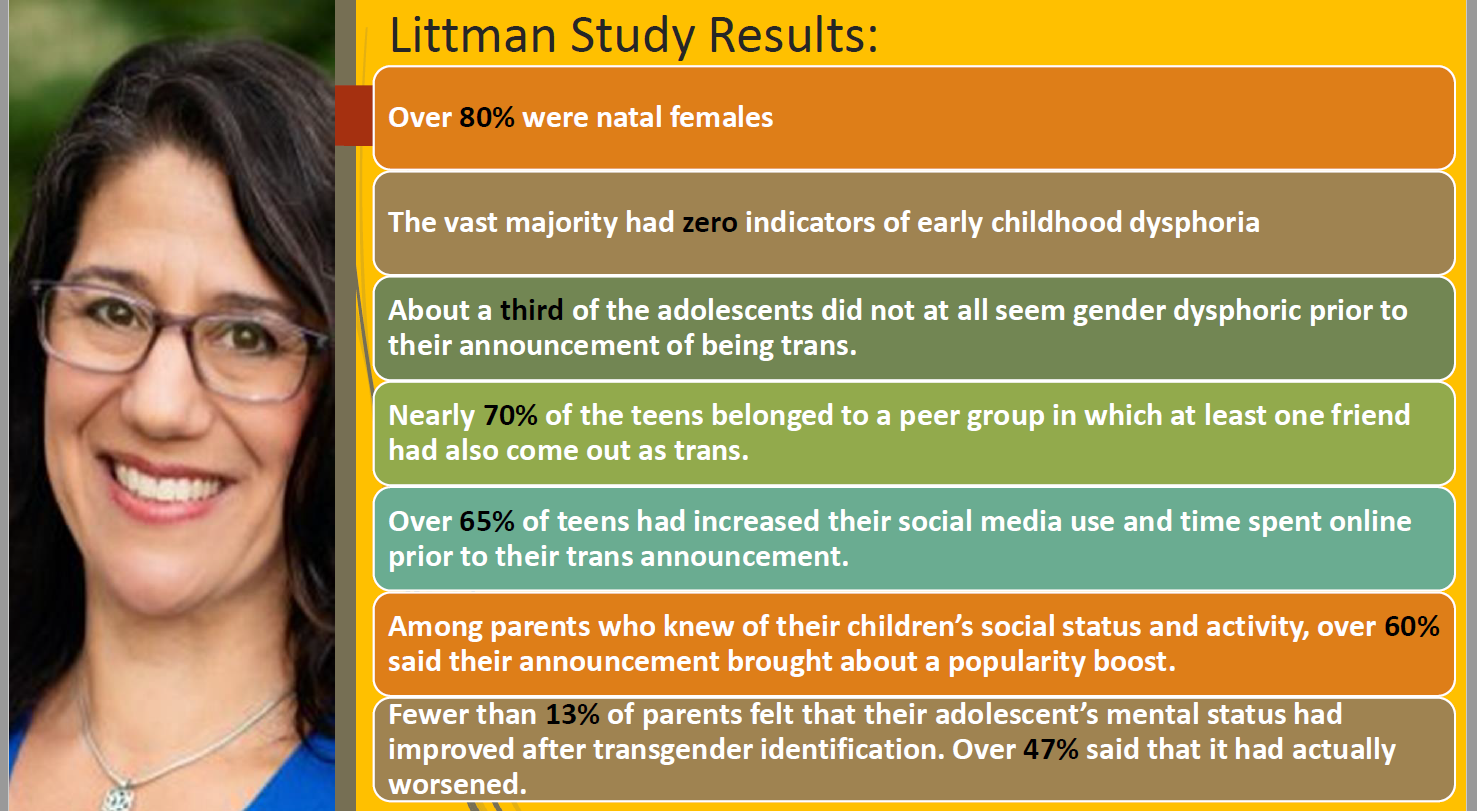 Littman Study Results:
Over 80% were natal females
The vast majority had zero indicators of early childhood dysphoria
About a third of the adolescents did not at all seem gender dysphoric prior to
their announcement of being trans.
Nearly 70% of the teens belonged to a peer group in which at least one friend
had also come out as trans.
Over 65% of teens had increased their social media use and time spent online
prior to their trans announcement.
Among parents who knew of their children’s social status and activity, over 60%
said their announcement brought about a popularity boost.
Fewer than 13% of parents felt that their adolescent’s mental status had
improved after transgender identification. Over 47% said that it had actually
worsened.